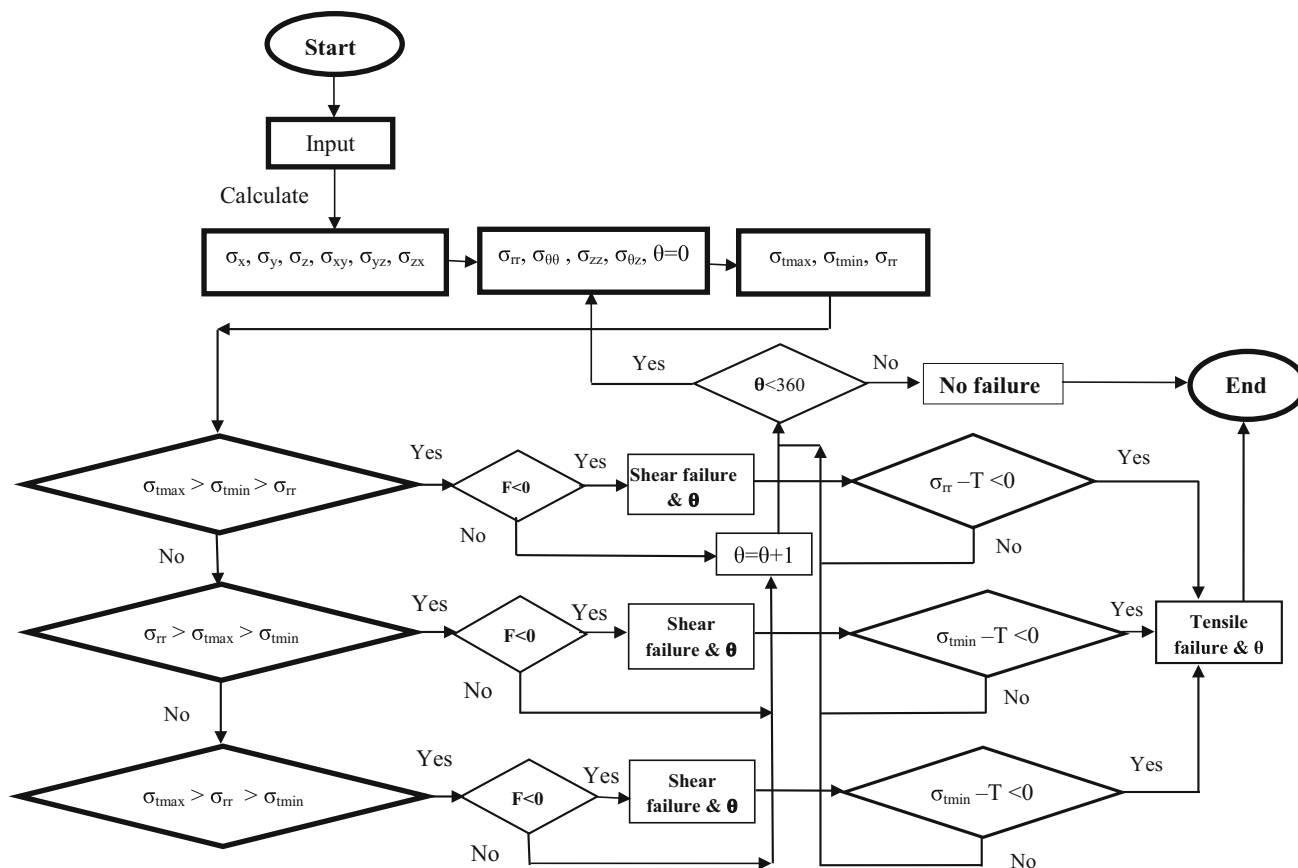 Start
Input
Calculate
σx, σy, σz, σxy, σyz, σzx
σrr, σθθ , σzz, σθz, θ=0
σtmax, σtmin, σrr
Yes
θ<360
No
No failure
End
σtmax > σtmin > σrr
Yes
F<0
Yes
Shear failure
& θ
σrr –T <0
Yes
No
No
θ=θ+1
No
σrr > σtmax > σtmin
Yes
F<0
Yes
Shear
failure & θ
σtmin –T <0
Yes
Tensile
failure & θ
No
No
No
σtmax > σrr > σtmin
Yes
F<0
Yes
Shear
failure & θ
σtmin –T <0
Yes
No
No